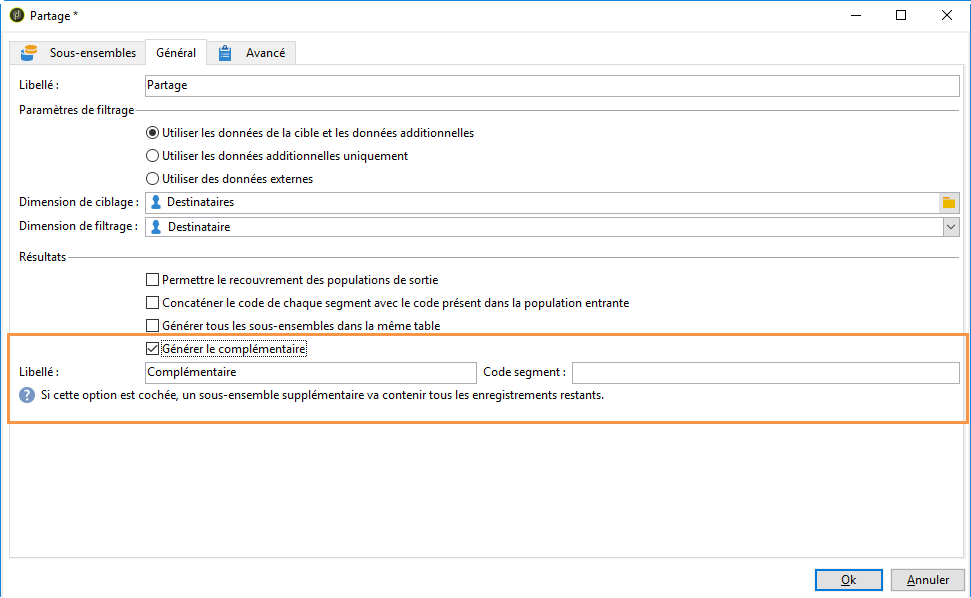 Partage *
Sous-ensembles Général Avancé
Libellé : Partage
Paramètres de filtrage
Utiliser les données de la cible et les données additionnelles
Utiliser les données additionnelles uniquement
Utiliser des données externes
Dimension de ciblage : Destinataires
Dimension de filtrage : Destinataire
Résultats
Permettre le recouvrement des populations de sortie
Concaténer le code de chaque segment avec le code présent dans la population entrante
Générer tous les sous-ensembles dans la même table
Générer le complémentaire
Libellé : Complémentaire Code segment :
? Si cette option est cochée, un sous-ensemble supplémentaire va contenir tous les enregistrements restants.
Ok Annuler